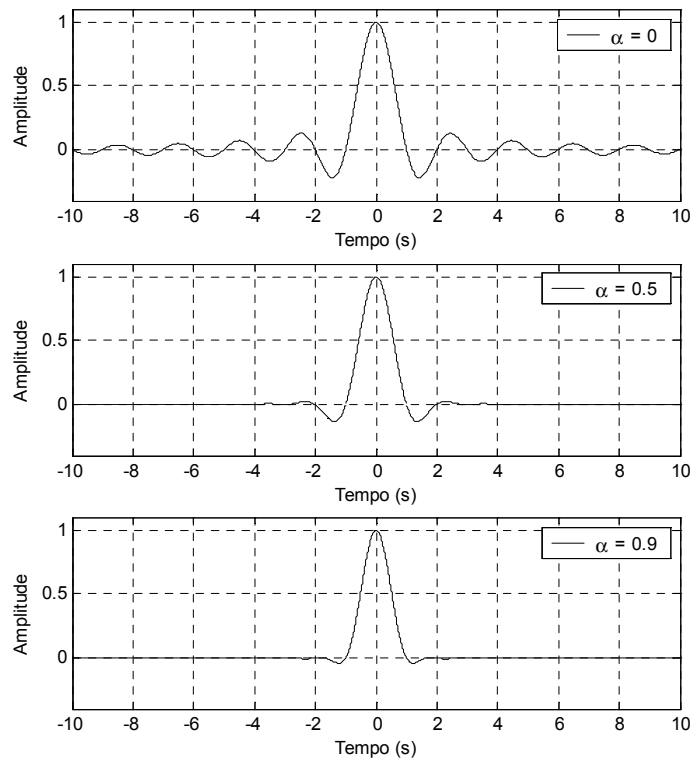 1
α = 0
0.5
Amplitude
0
-10 -8 -6 -4 -2 0 2 4 6 8 10
Tempo (s)
1
α = 0.5
0.5
Amplitude
0
-10 -8 -6 -4 -2 0 2 4 6 8 10
Tempo (s)
1
α = 0.9
0.5
Amplitude
0
-10 -8 -6 -4 -2 0 2 4 6 8 10
Tempo (s)